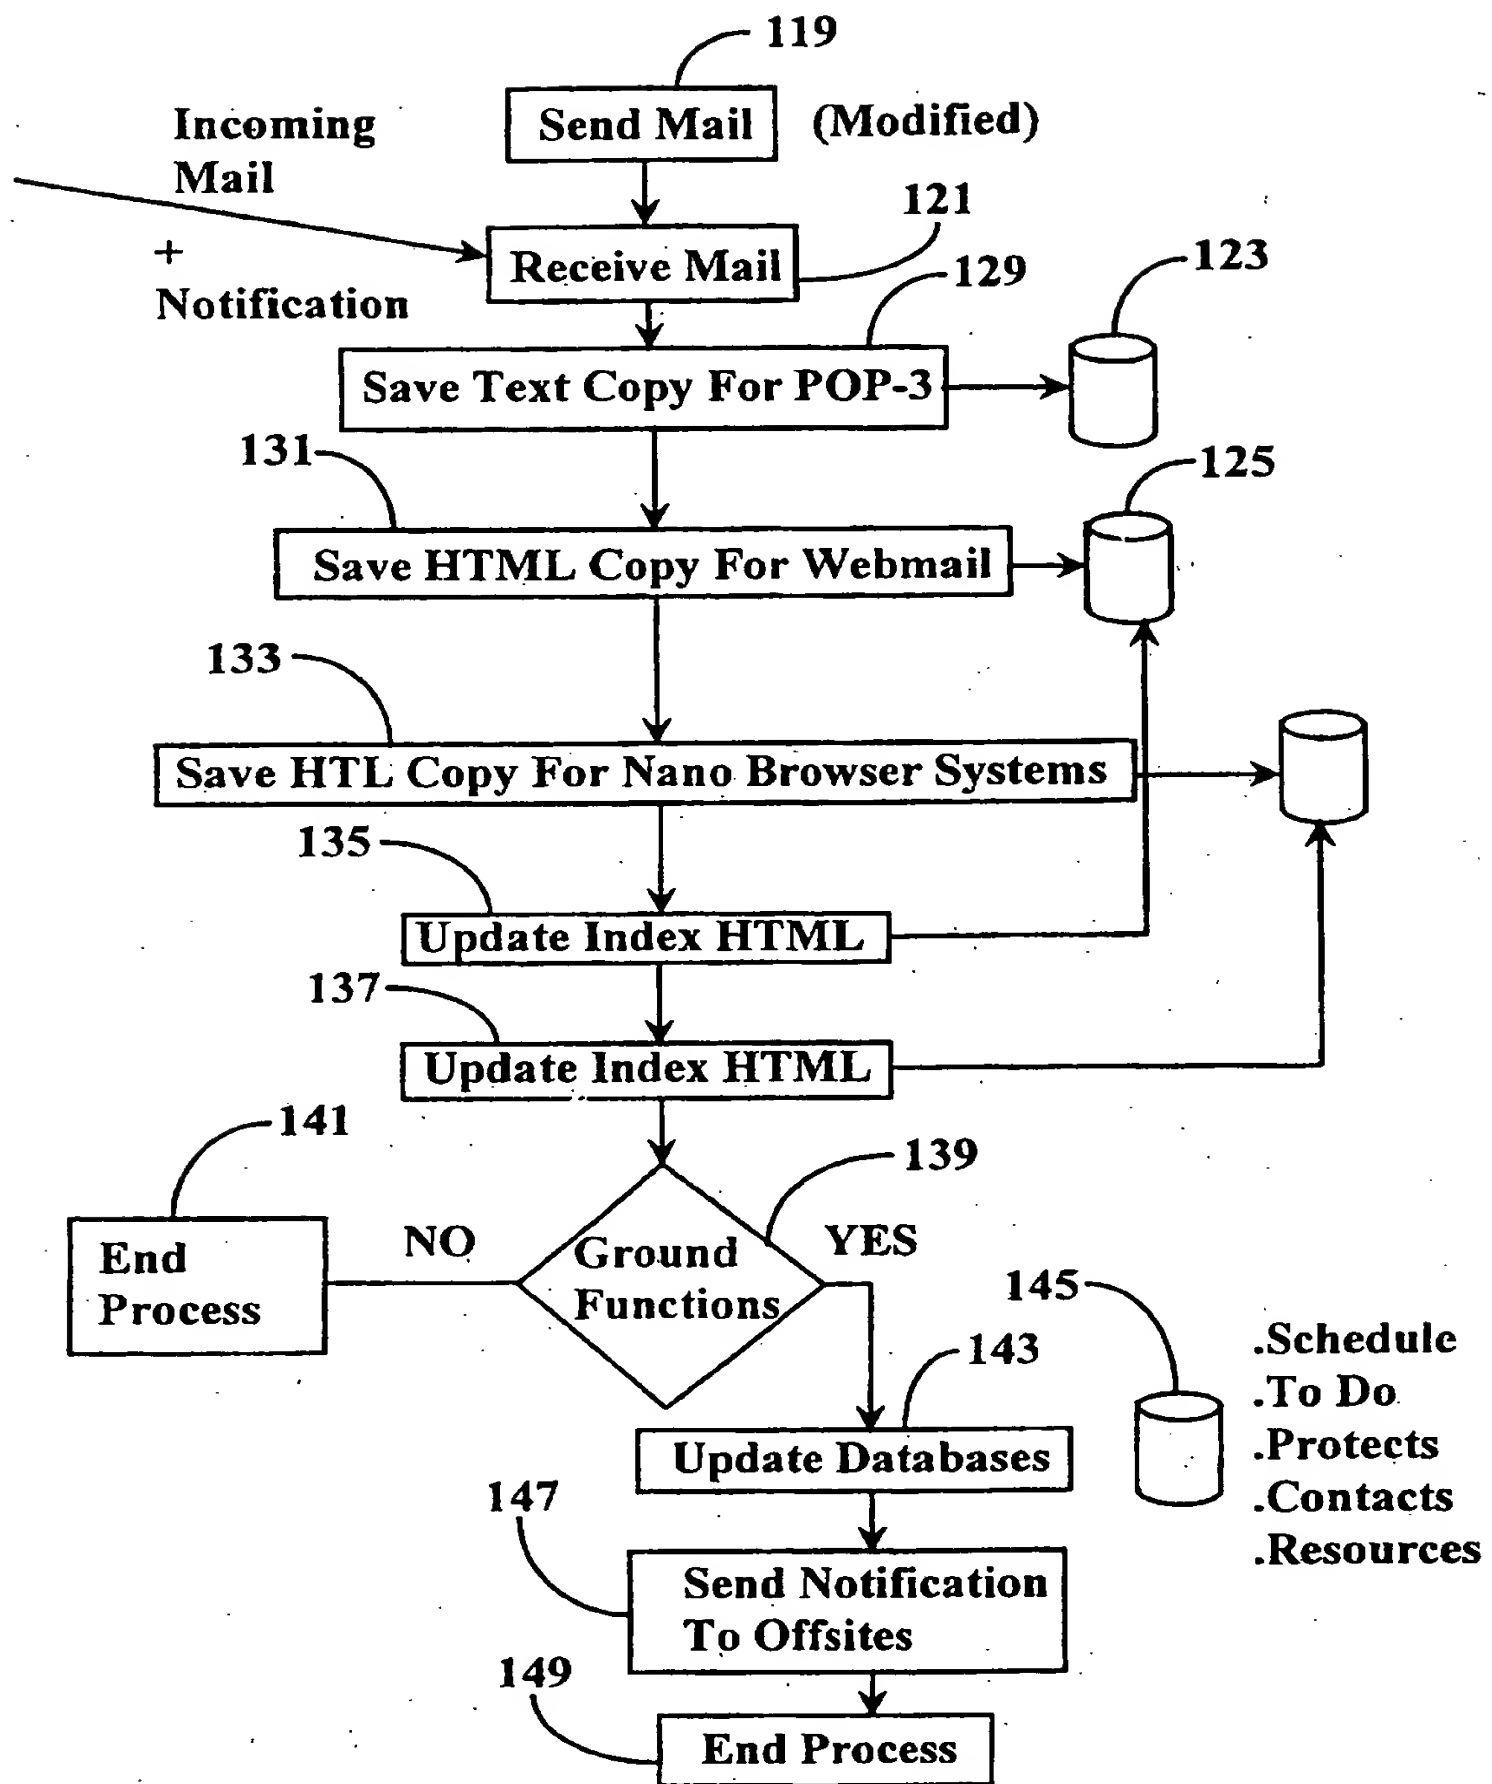 119
Incoming
Mail
Send Mail
(Modified)
+
Notification
121
Receive Mail
129
123
Save Text Copy For POP-3
131
125
Save HTML Copy For Webmail
133
Save HTL Copy For Nano Browser Systems
135
Update Index HTML
137
Update Index HTML
141
139
End
Process
NO
Ground
Functions
YES
145
.Schedule
.To Do
.Protects
.Contacts
.Resources
143
Update Databases
147
Send Notification
To Offsites
149
End Process